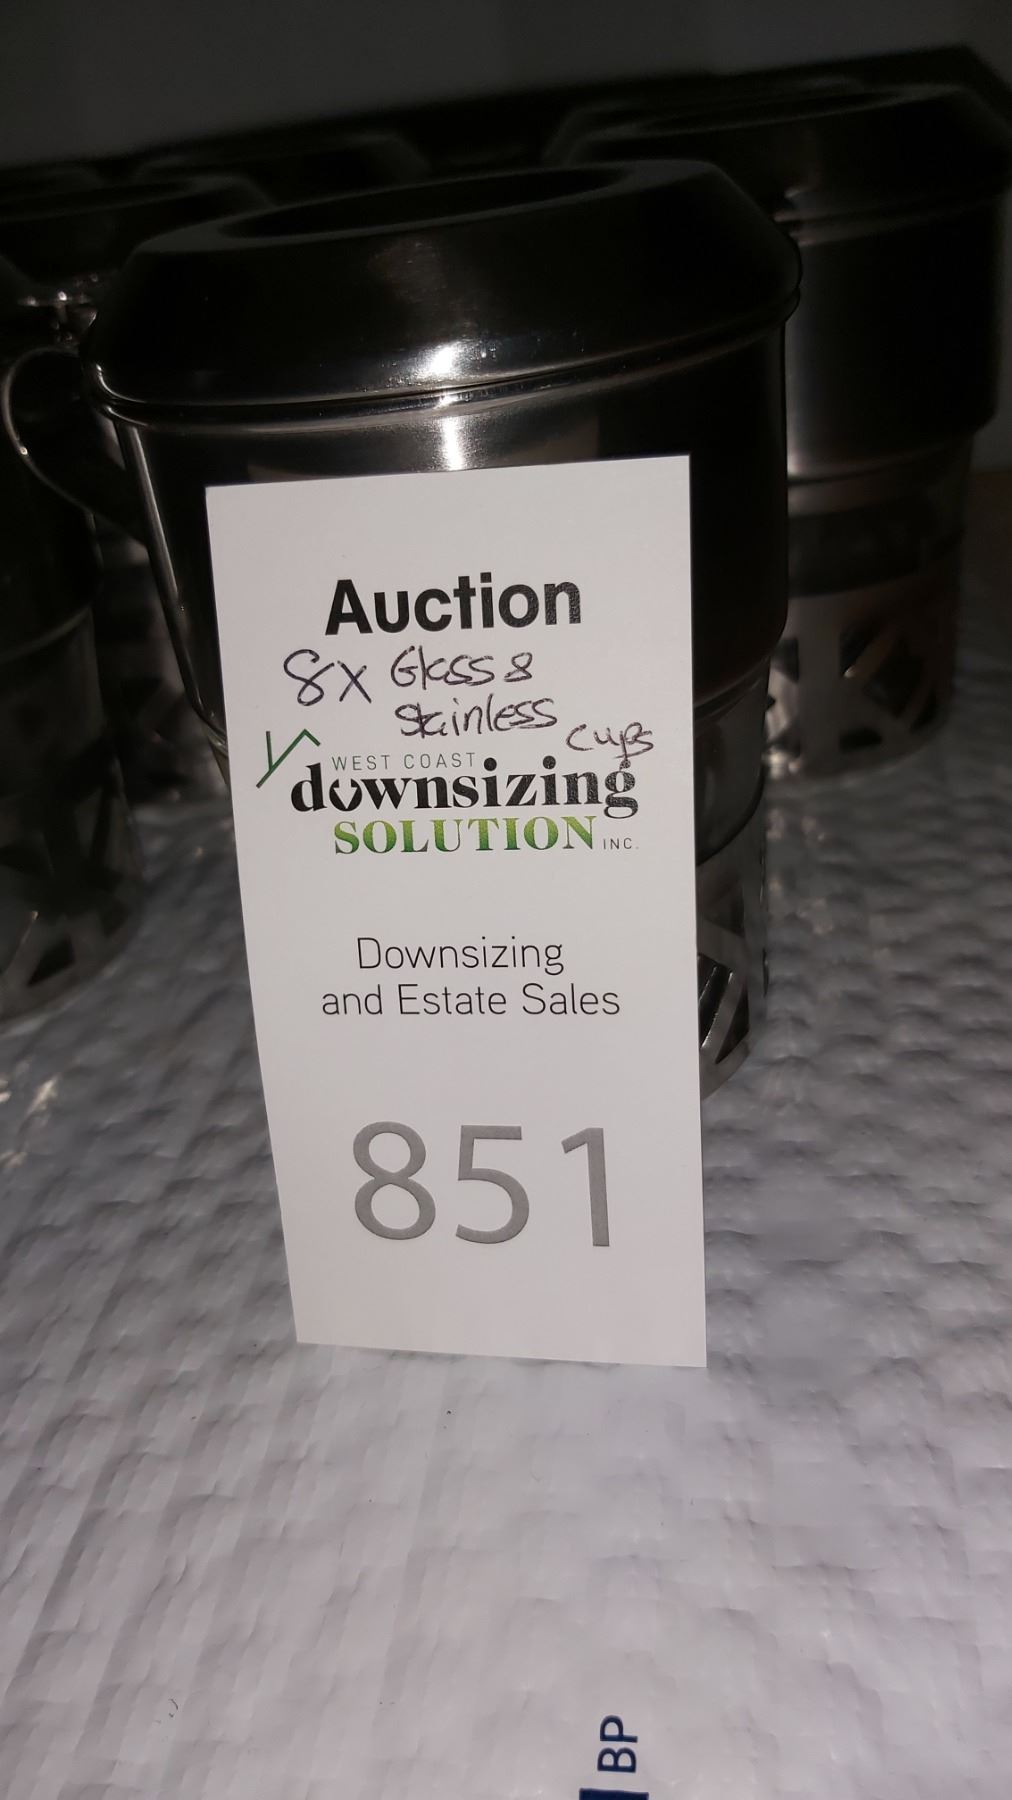 Auction
8x Glass &
Stainless
cups
WEST COAST
downsizing
SOLUTION INC.
Downsizing
and Estate Sales
851
BP